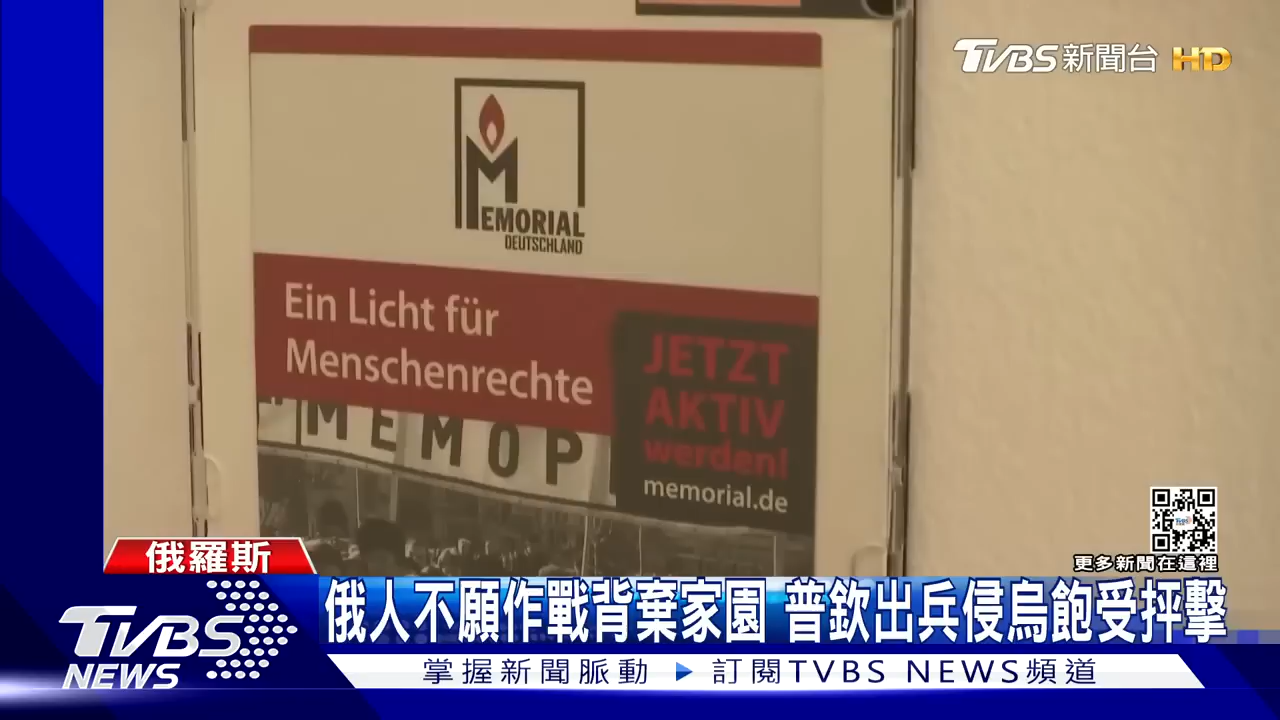 TVBS新聞台 HD
MEMORIAL
DEUTSCHLAND
Ein Licht für
Menschenrechte
JETZT
AKTIV
werden!
memorial.de
МЕМОР
更多新聞在這裡
俄羅斯
俄人不願作戰背棄家園 普欽出兵侵烏飽受抨擊
TVBS
NEWS
掌握新聞脈動 ▶ 訂閱TVBS NEWS頻道